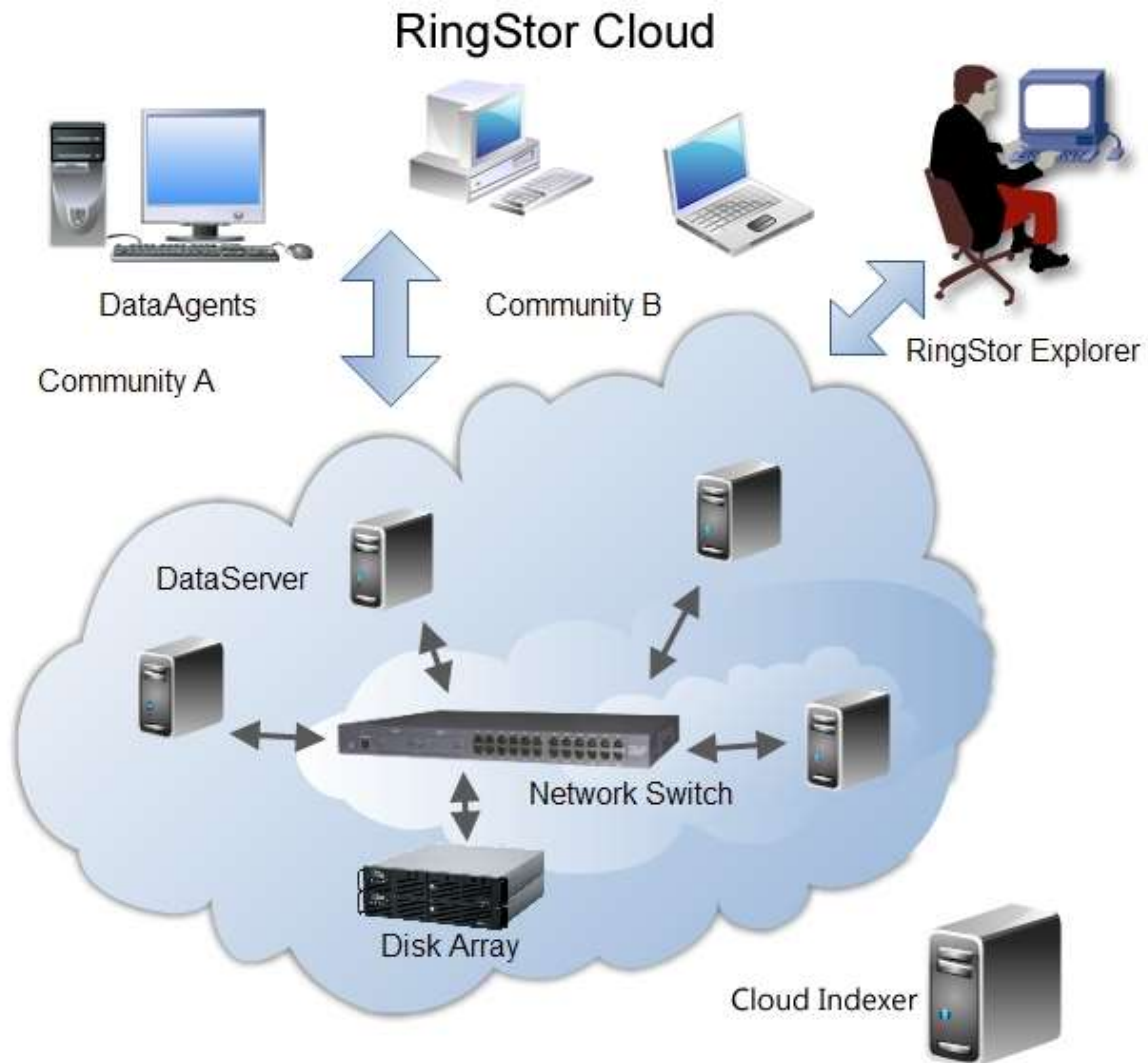 RingStor Cloud
DataAgents
Community B
RingStor Explorer
Community A
DataServer
Network Switch
Disk Array
Cloud Indexer